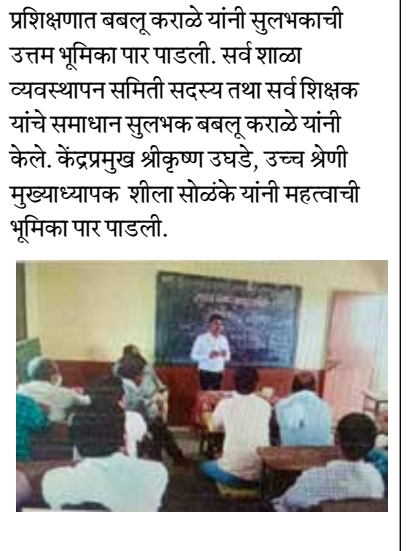 प्रशिक्षणात बबलू कराळे यांनी सुलभकाची
उत्तम भूमिका पार पाडली. सर्व शाळा
व्यवस्थापन समिती सदस्य तथा सर्व शिक्षक
यांचे समाधान सुलभक बबलू कराळे यांनी
केले. केंद्रप्रमुख श्रीकृष्ण उघडे, उच्च श्रेणी
मुख्याध्यापक शीला सोळंके यांनी महत्वाची
भूमिका पार पाडली.